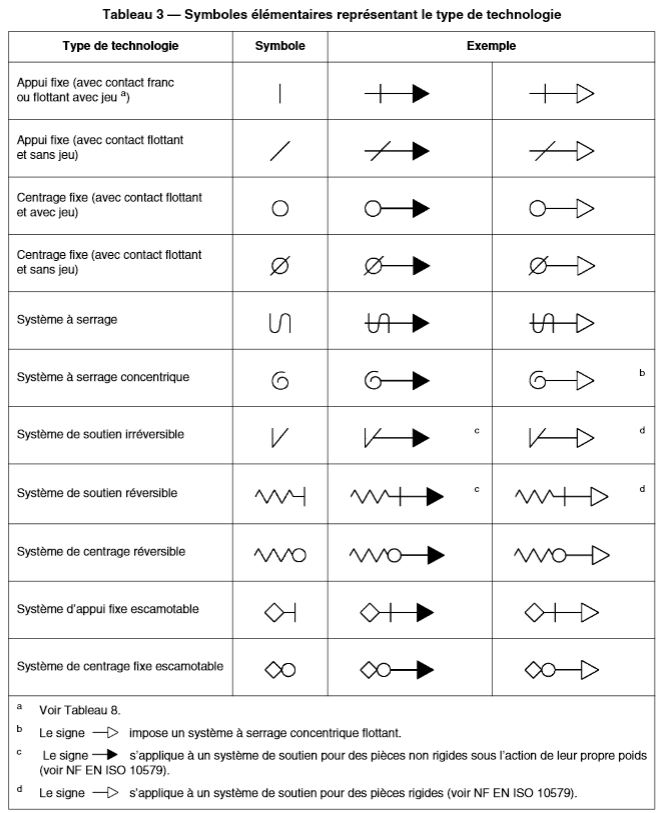 Tableau 3 — Symboles élémentaires représentant le type de technologie
Type de technologie
Symbole
Exemple
Appui fixe (avec contact franc
ou flottant avec jeu a)
Appui fixe (avec contact flottant
et sans jeu)
Centrage fixe (avec contact flottant
et avec jeu)
Centrage fixe (avec contact flottant
et sans jeu)
Système à serrage
Système à serrage concentrique
b
Système de soutien irréversible
c
d
Système de soutien réversible
c
d
Système de centrage réversible
Système d'appui fixe escamotable
Système de centrage fixe escamotable
a Voir Tableau 8.
b Le signe impose un système à serrage concentrique flottant.
c Le signe s'applique à un système de soutien pour des pièces non rigides sous l'action de leur propre poids
(voir NF EN ISO 10579).
d Le signe s'applique à un système de soutien pour des pièces rigides (voir NF EN ISO 10579).